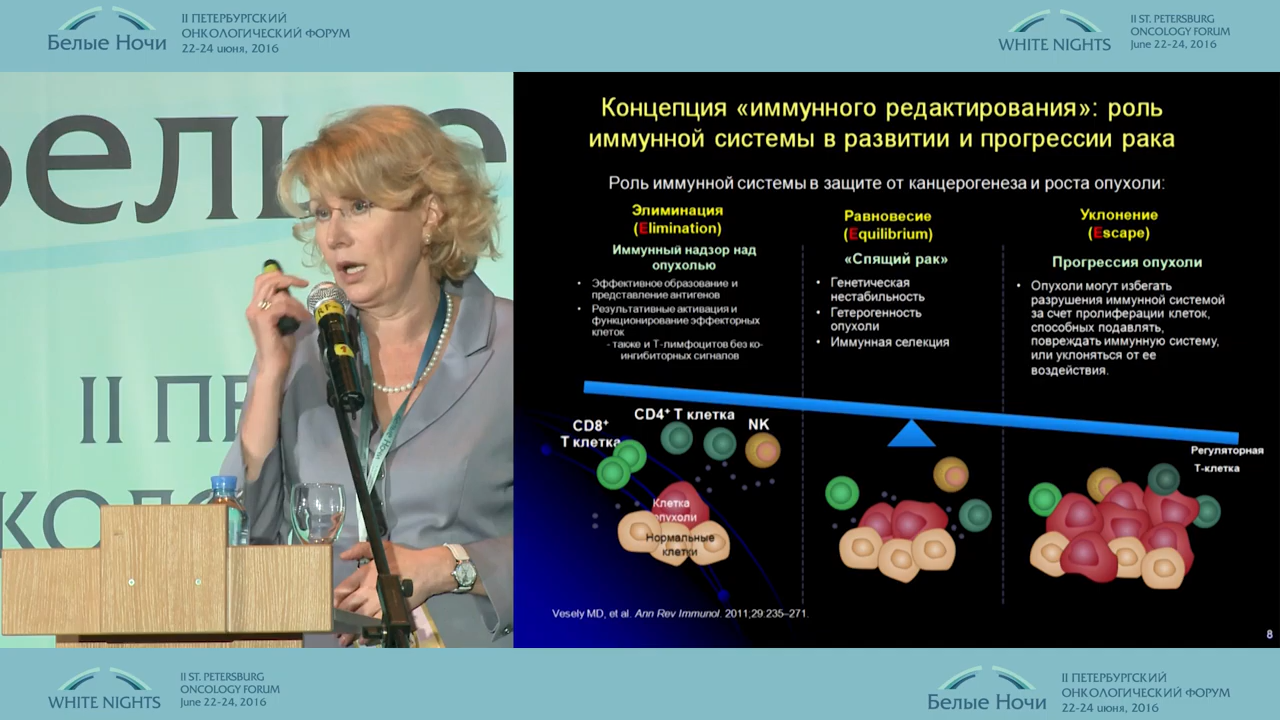 Белые Ночи
II ПЕТЕРБУРГСКИЙ
ОНКОЛОГИЧЕСКИЙ ФОРУМ
22-24 июня, 2016
WHITE NIGHTS
II ST. PETERSBURG
ONCOLOGY FORUM
June 22-24, 2016
Концепция «иммунного редактирования»: роль
иммунной системы в развитии и прогрессии рака
Роль иммунной системы в защите от канцерогенеза и роста опухоли:
Элиминация
(Elimination)
Иммунный надзор над
опухолью
• Эффективное образование и
представление антигенов
• Результативные активация и
функционирование эффекторных
клеток
- также и Т-лимфоцитов без ко-
ингибиторных сигналов
Равновесие
(Equilibrium)
«Спящий рак»
• Генетическая
нестабильность
• Гетерогенность
опухоли
• Иммунная селекция
Уклонение
(Escape)
Прогрессия опухоли
• Опухоли могут избегать
разрушения иммунной системой
за счет пролиферации клеток,
способных подавлять,
повреждать иммунную систему,
или уклоняться от ее
воздействия.
CD8+
Т клетка
CD4+ Т клетка
NK
Клетка
опухоли
Нормальные
клетки
Регуляторная
Т-клетка
Vesely MD, et al. Ann Rev Immunol. 2011;29:235–271.
8
II ПЕ
WHITE NIGHTS
II ST. PETERSBURG
ONCOLOGY FORUM
June 22-24, 2016
Белые Ночи
II ПЕТЕРБУРГСКИЙ
ОНКОЛОГИЧЕСКИЙ ФОРУМ
22-24 июня, 2016